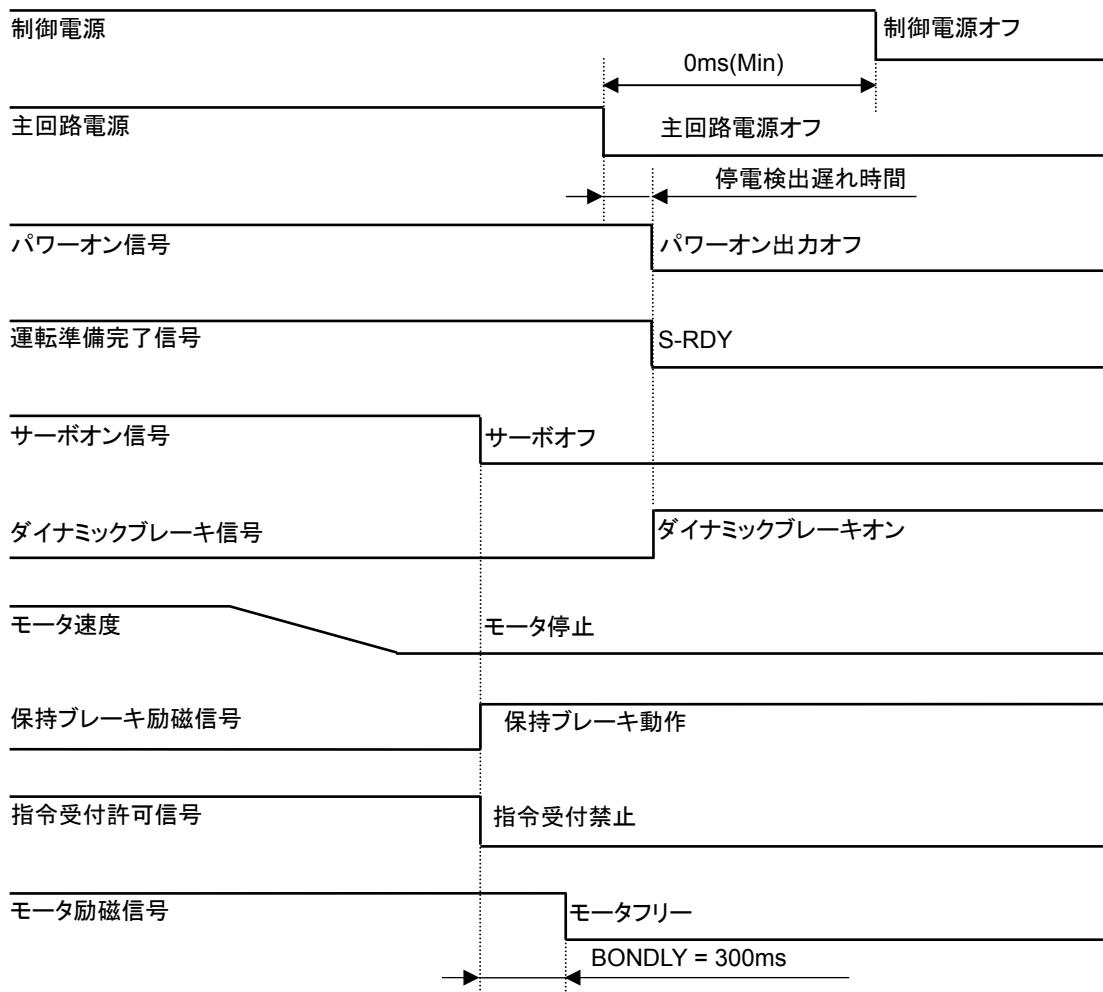 制御電源
制御電源オフ
0ms(Min)
主回路電源
主回路電源オフ
停電検出遅れ時間
パワーオン信号
パワーオン出力オフ
運転準備完了信号
S-RDY
サーボオン信号
サーボオフ
ダイナミックブレーキ信号
ダイナミックブレーキオン
モータ速度
モータ停止
保持ブレーキ励磁信号
保持ブレーキ動作
指令受付許可信号
指令受付禁止
モータ励磁信号
モータフリー
BONDLY = 300ms